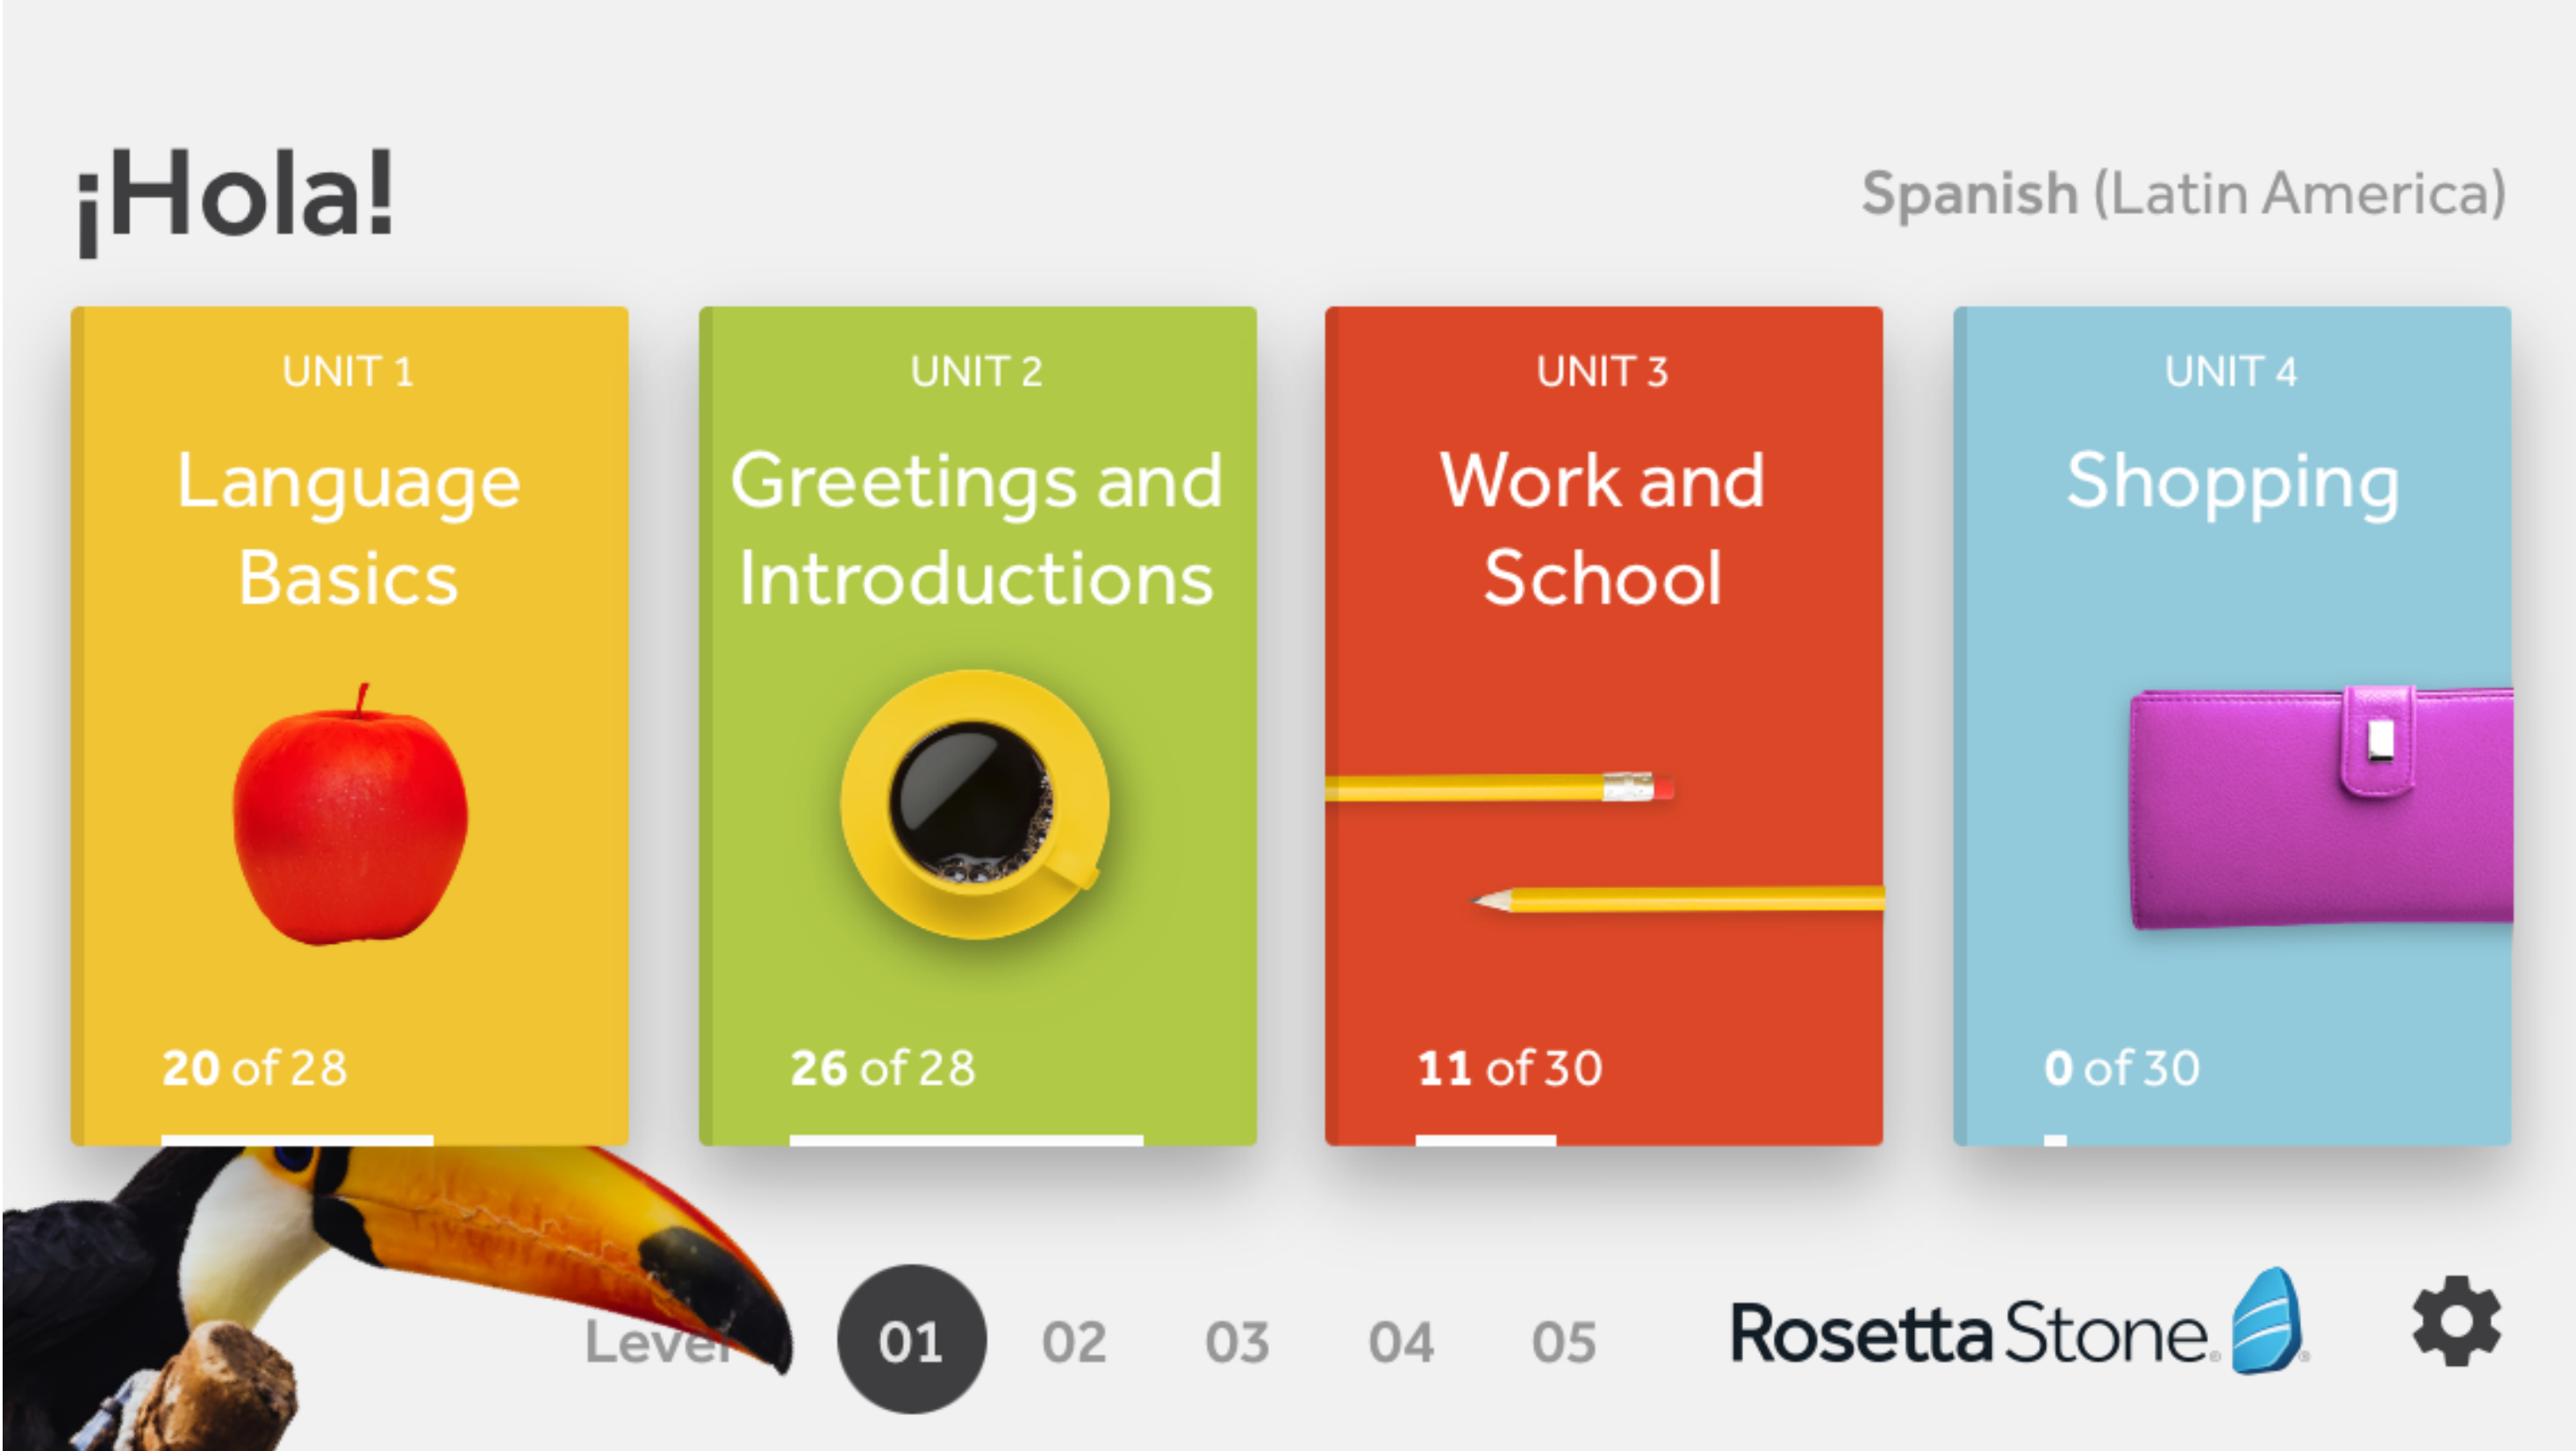 ¡Hola!
Spanish (Latin America)
UNIT 1
Language
Basics
20 of 28
UNIT 2
Greetings and
Introductions
26 of 28
UNIT 3
Work and
School
11 of 30
UNIT 4
Shopping
0 of 30
Level 01 02 03 04 05
RosettaStone®